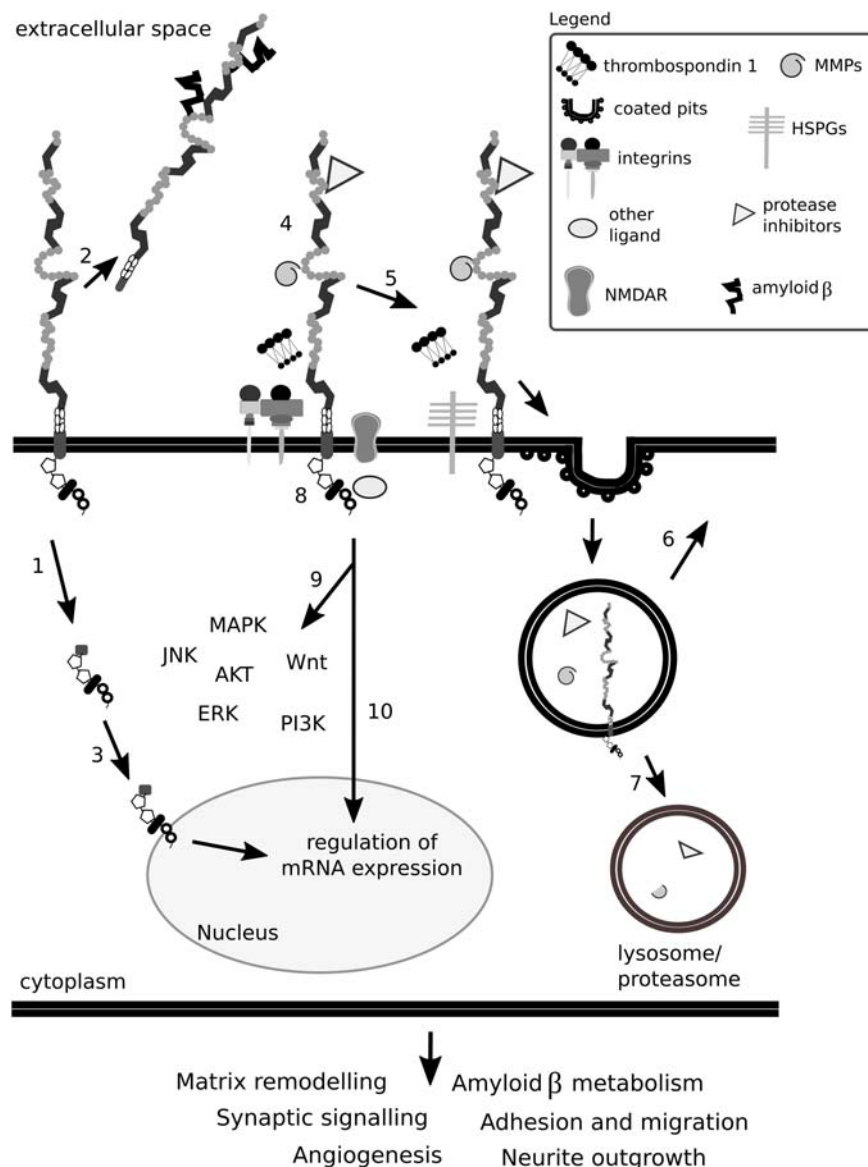 extracellular space
Legend
thrombospondin 1
MMPs
coated pits
HSPGs
integrins
other
ligand
protease
inhibitors
NMDAR
amyloid β
2
4
5
8
1
9
6
MAPK
JNK
Wnt
AKT
ERK
PI3K
10
3
7
regulation of
mRNA expression
Nucleus
lysosome/
proteasome
cytoplasm
Matrix remodelling
Amyloid β metabolism
Synaptic signalling
Adhesion and migration
Angiogenesis
Neurite outgrowth